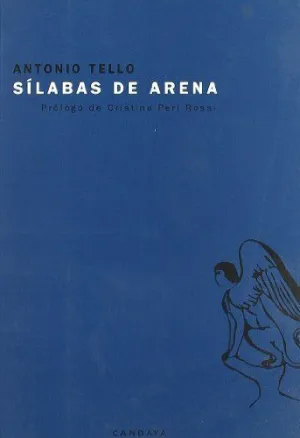 ANTONIO TELLO
SÍLABAS DE ARENA
Prólogo de Cristina Peri Rossi
CANDAYA